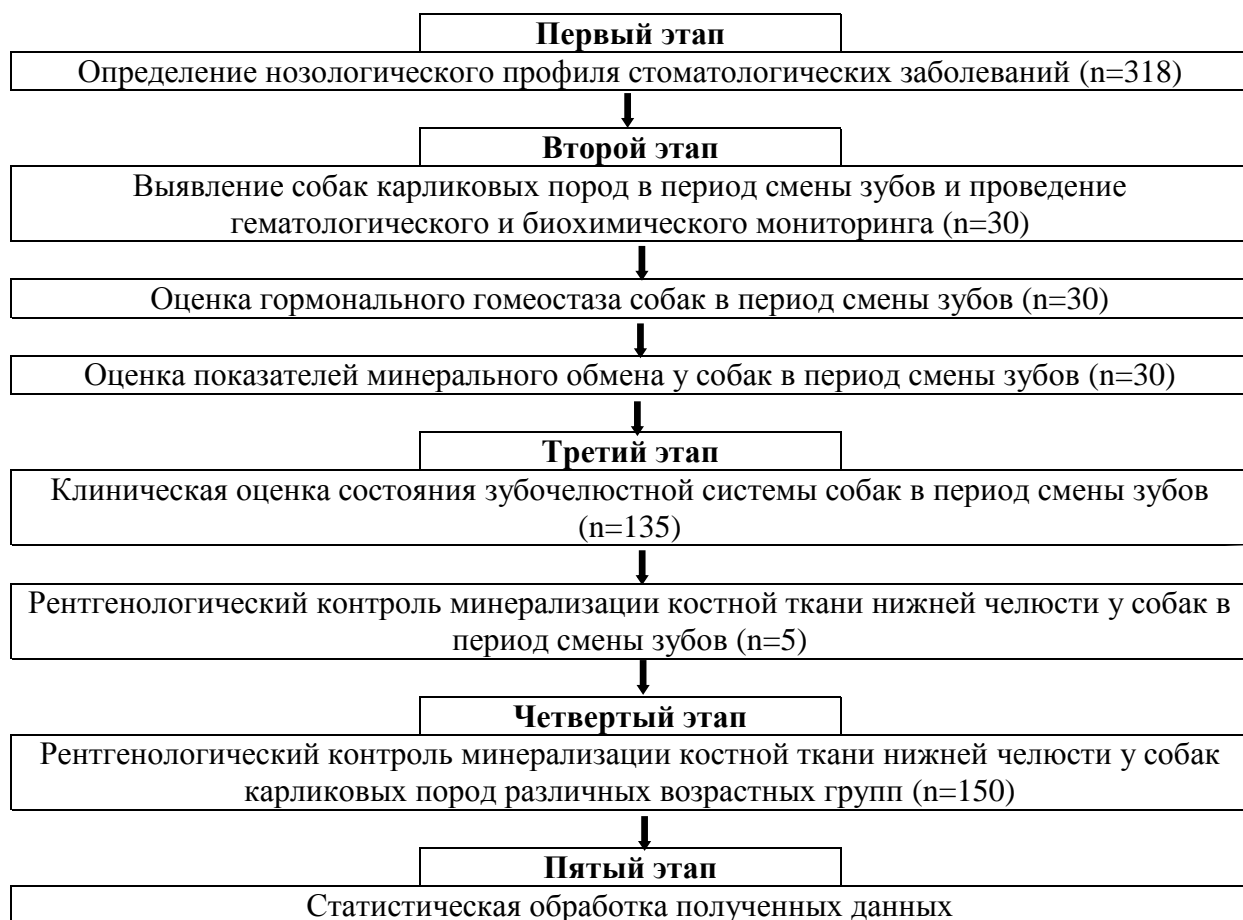 Первый этап
Определение нозологического профиля стоматологических заболеваний (n=318)
Второй этап
Выявление собак карликовых пород в период смены зубов и проведение
гематологического и биохимического мониторинга (n=30)
Оценка гормонального гомеостаза собак в период смены зубов (n=30)
Оценка показателей минерального обмена у собак в период смены зубов (n=30)
Третий этап
Клиническая оценка состояния зубочелюстной системы собак в период смены зубов
(n=135)
Рентгенологический контроль минерализации костной ткани нижней челюсти у собак в
период смены зубов (n=5)
Четвертый этап
Рентгенологический контроль минерализации костной ткани нижней челюсти у собак
карликовых пород различных возрастных групп (n=150)
Пятый этап
Статистическая обработка полученных данных